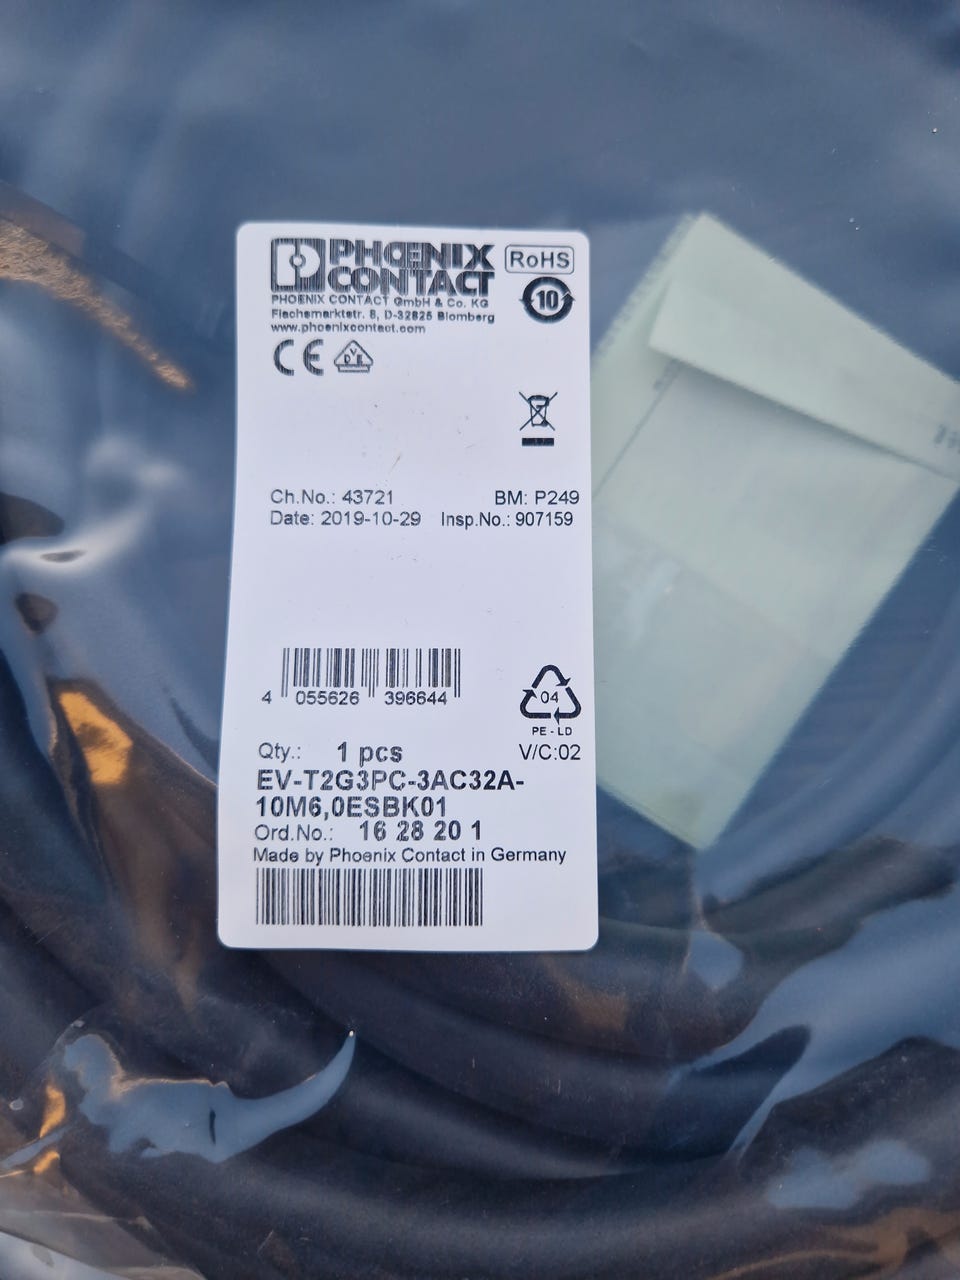 PHOENIX
CONTACT
RoHS
PHOENIX CONTACT GmbH & Co. KG
Flachsmarktstr. 8, D-32825 Blomberg
www.phoenixcontact.com
10
CE
VDE
Ch.No.: 43721 BM: P249
Date: 2019-10-29 Insp.No.: 907159
4 055626 396644
04
PE-LD
Qty.: 1 pcs V/C:02
EV-T2G3PC-3AC32A-
10M6,0ESBK01
Ord.No.: 16 28 20 1
Made by Phoenix Contact in Germany